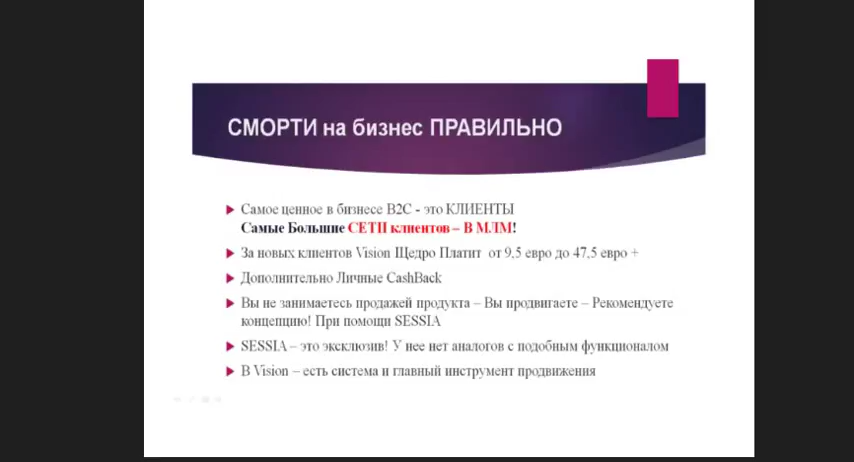 СМОРТИ на бизнес ПРАВИЛЬНО
Самое ценное в бизнесе B2C - это КЛИЕНТЫ
Самые Большие СЕТИ клиентов – В МЛМ!
За новых клиентов Vision Щедро Платит от 9,5 евро до 47,5 евро +
Дополнительно Личные CashBack
Вы не занимаетесь продажей продукта – Вы продвигаете – Рекомендуете
концепцию! При помощи SESSIA
SESSIA – это эксклюзив! У нее нет аналогов с подобным функционалом
В Vision – есть система и главный инструмент продвижения